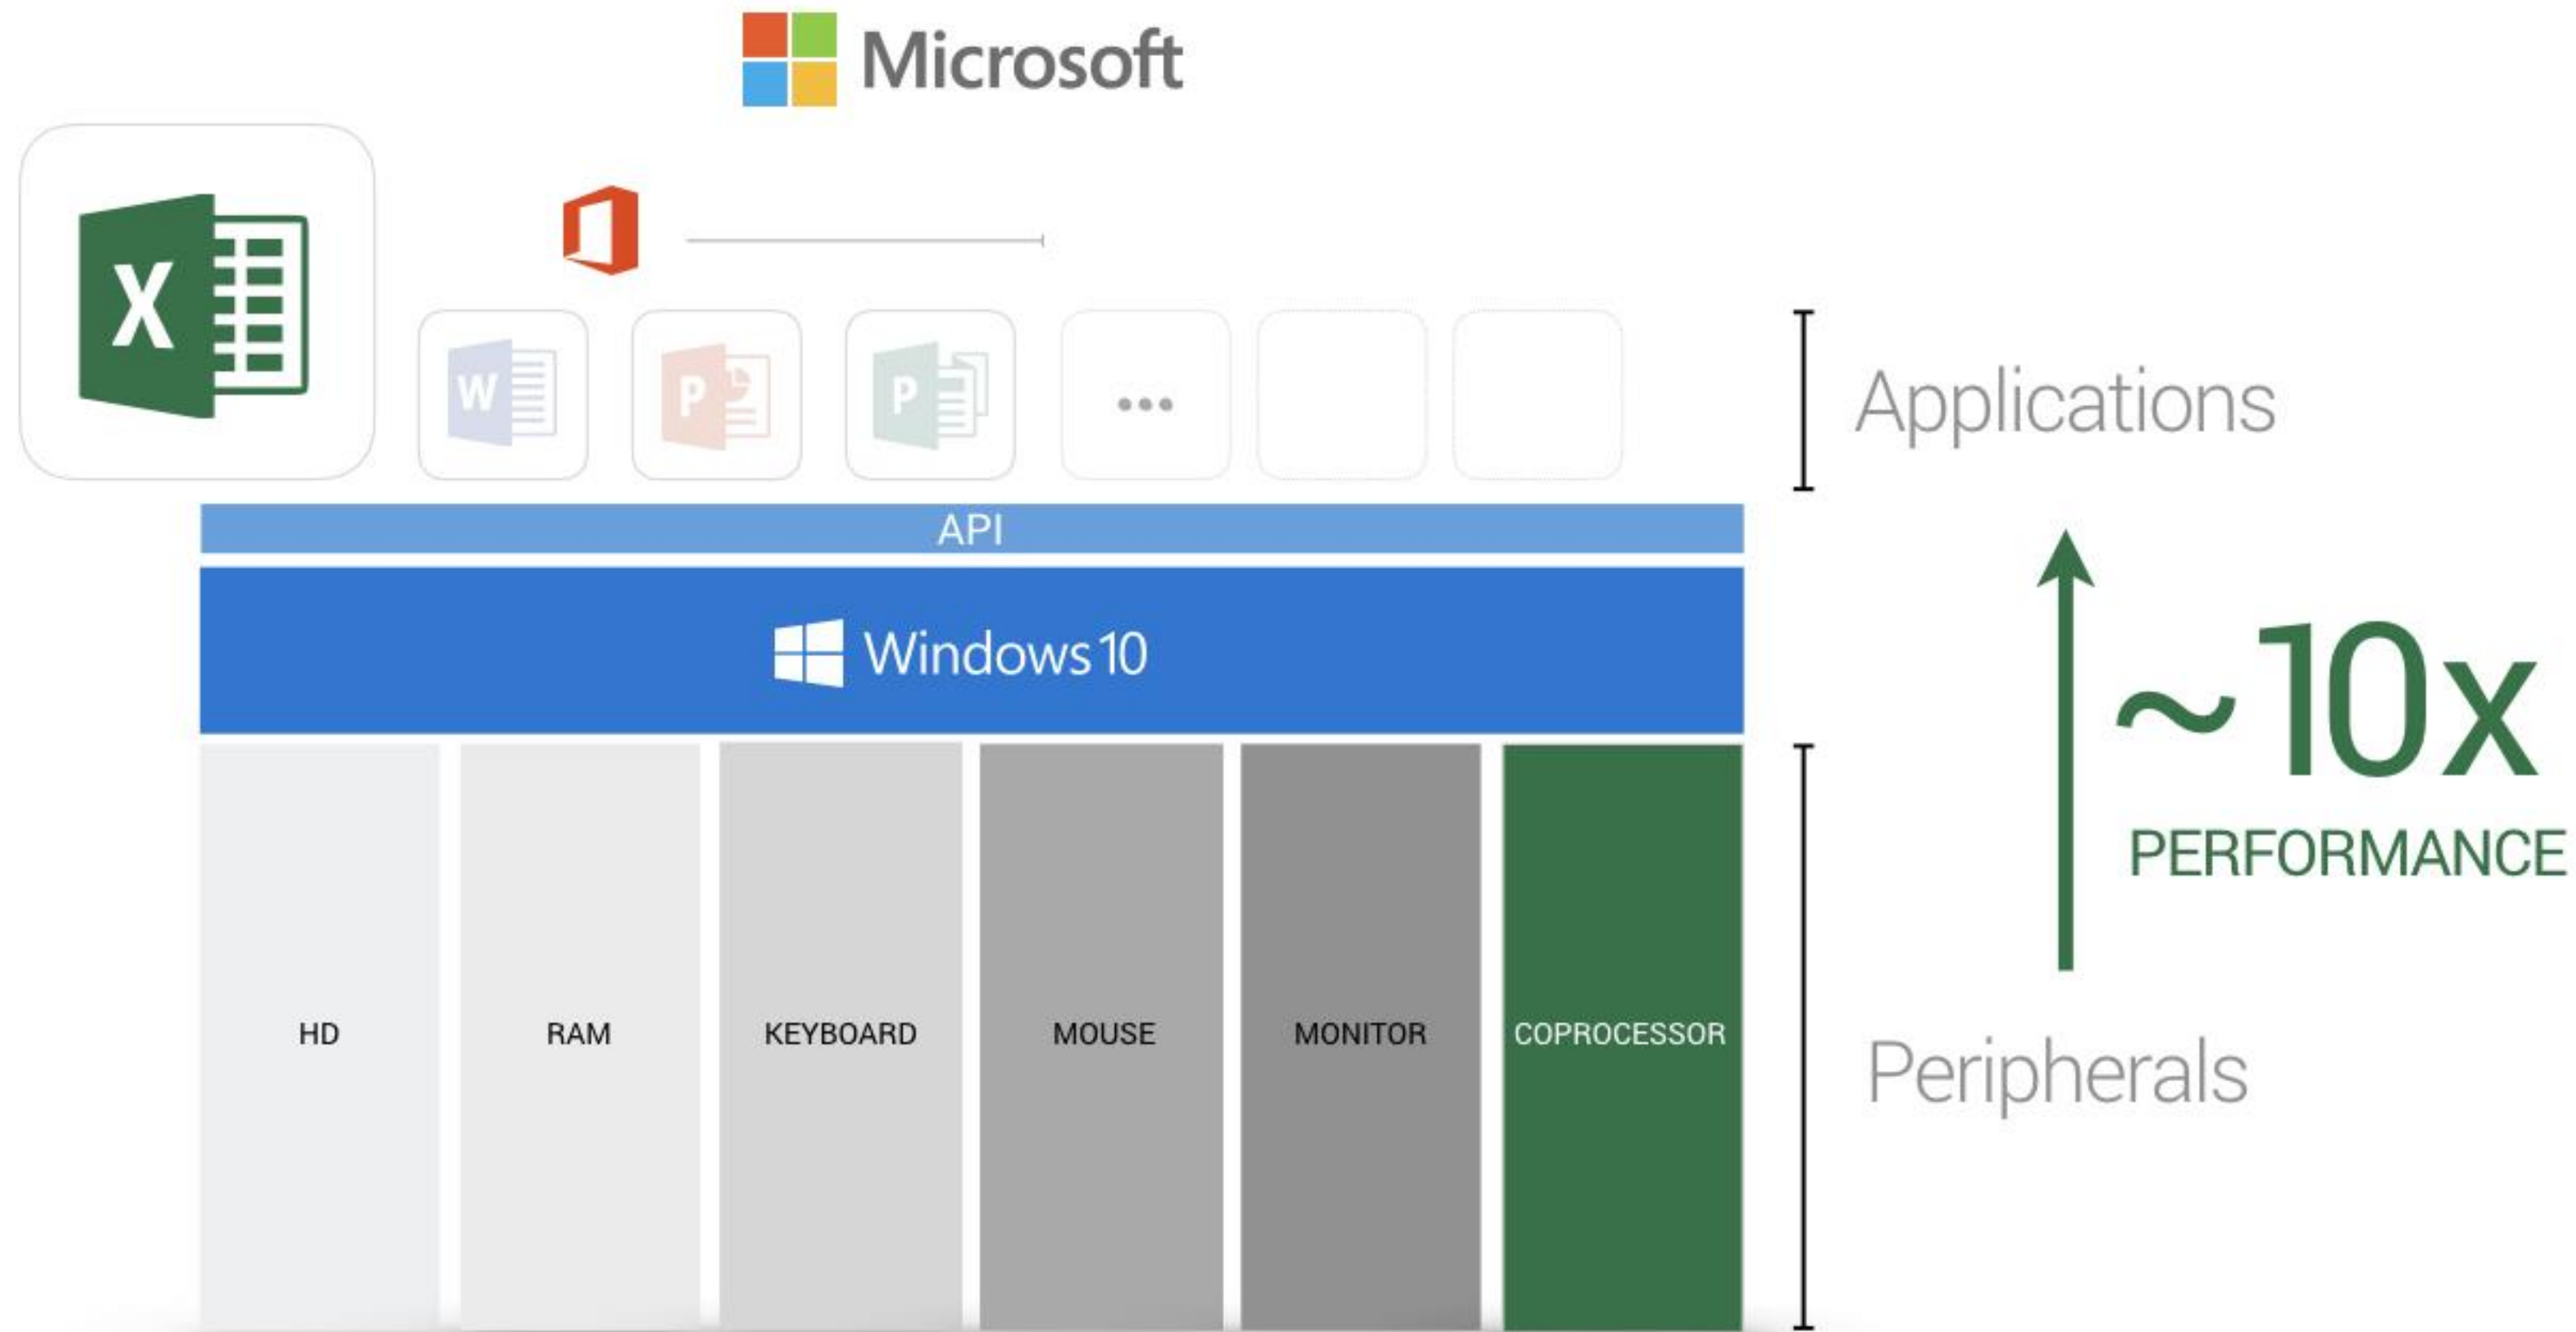 Microsoft
X
W
P
P
...
Applications
API
Windows 10
~10x
PERFORMANCE
HD
RAM
KEYBOARD
MOUSE
MONITOR
COPROCESSOR
Peripherals